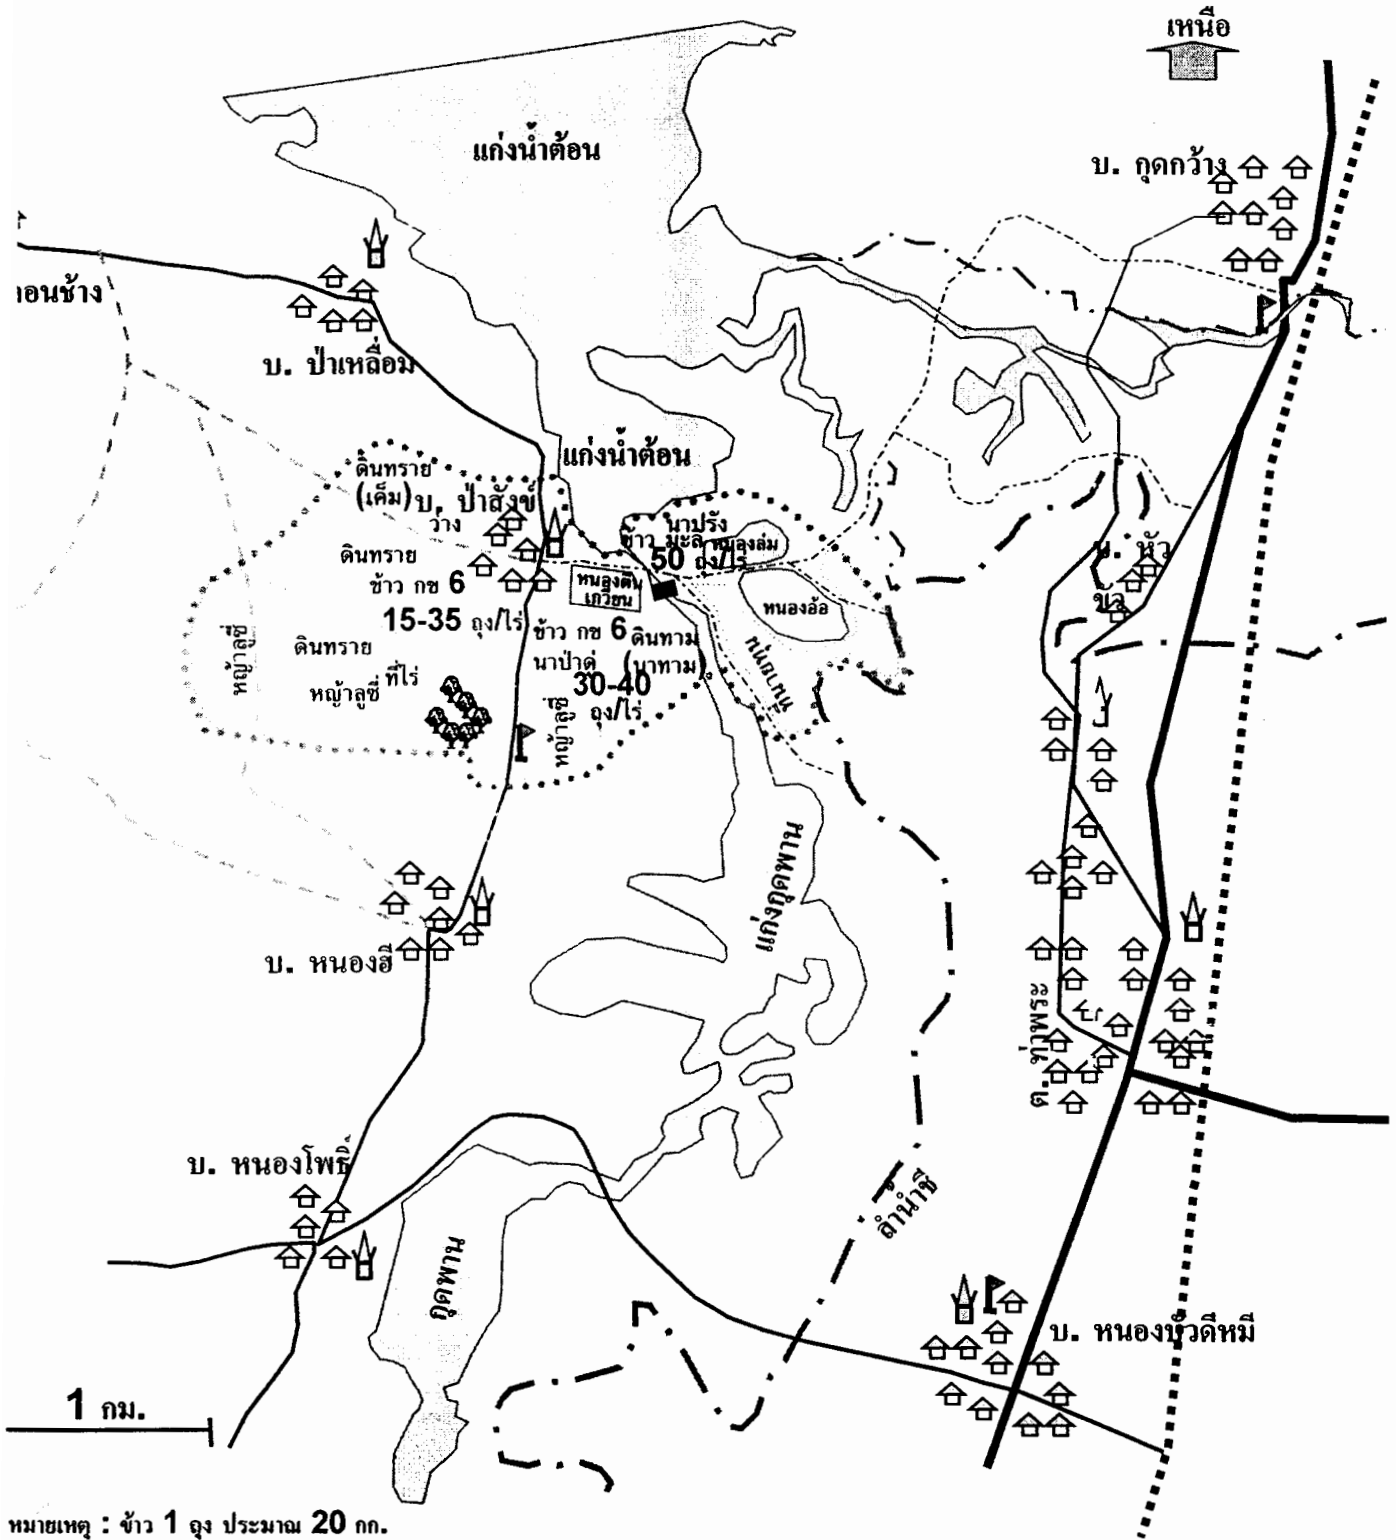 เหนือ
แก่งน้ำต้อน
บ. กุดกว้าง
บ. ป่าเหลื่อม
แก่งน้ำต้อน
ดินทราย
(เค็ม)
บ. ป่าสังข์
ว่าง
นาปรัง
ข้าว มะลิ
หนองล่ม
50 ถุง/ไร่
ดินทราย
ข้าว กข 6
15-35 ถุง/ไร่
หนองตีน
เกวียน
หนองอ้อ
บ. หัว
ขัว
ข้าว กข 6
นาป่าดู่
ดินทาม
(นาทาม)
30-40
ถุง/ไร่
หญ้าลูซี่
ดินทราย
ที่ไร่
หญ้าลูซี่
หญ้าลูซี่
แก่งกุดพาน
บ. หนองฮี
ต. ท่าพระ
บ. หนองโพธิ์
ลำน้ำชี
กุดพาน
บ. หนองบัวดีหมี
1 กม.
หมายเหตุ : ข้าว 1 ถุง ประมาณ 20 กก.